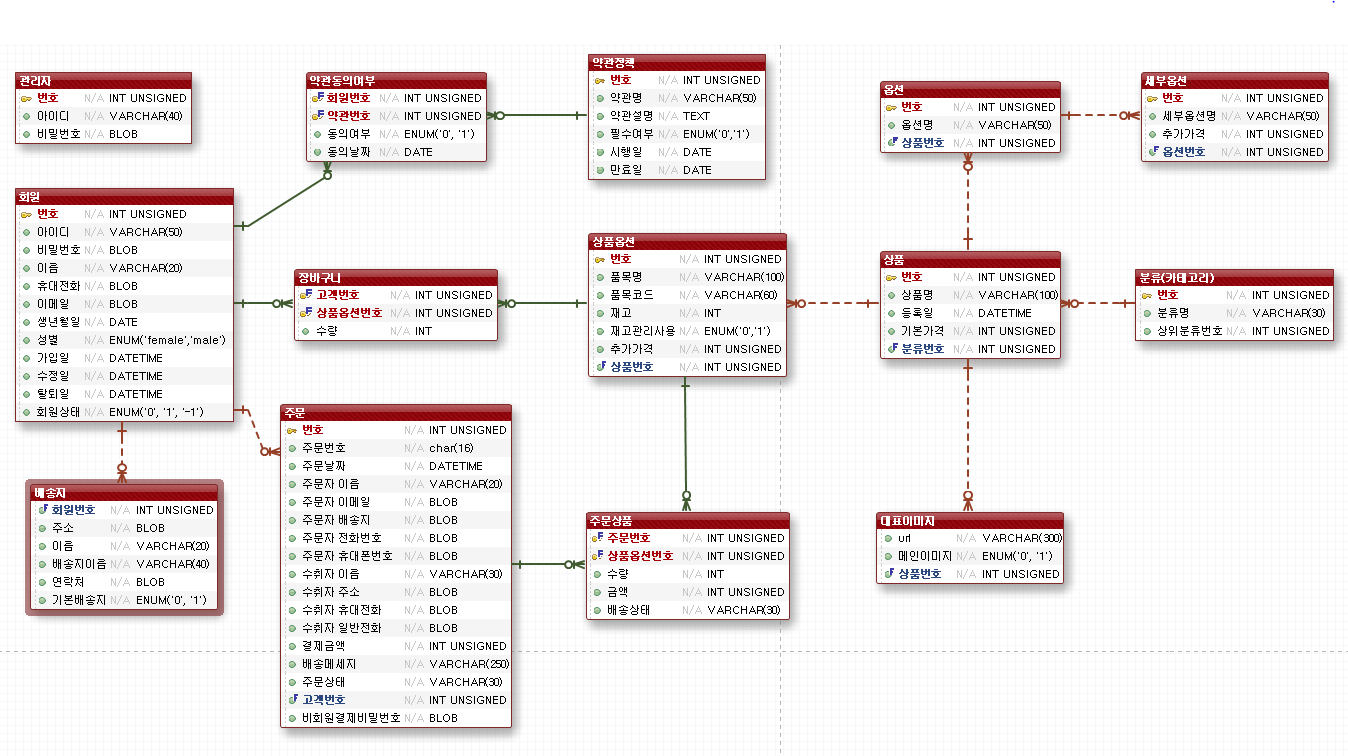 관리자
번호 N/A INT UNSIGNED
아이디 N/A VARCHAR(40)
비밀번호 N/A BLOB
약관동의여부
회원번호 N/A INT UNSIGNED
약관번호 N/A INT UNSIGNED
동의여부 N/A ENUM('0', '1')
동의날짜 N/A DATE
약관정책
번호 N/A INT UNSIGNED
약관명 N/A VARCHAR(50)
약관설명 N/A TEXT
필수여부 N/A ENUM('0','1')
시행일 N/A DATE
만료일 N/A DATE
옵션
번호 N/A INT UNSIGNED
옵션명 N/A VARCHAR(50)
상품번호 N/A INT UNSIGNED
세부옵션
번호 N/A INT UNSIGNED
세부옵션명 N/A VARCHAR(50)
추가가격 N/A INT UNSIGNED
옵션번호 N/A INT UNSIGNED
회원
번호 N/A INT UNSIGNED
아이디 N/A VARCHAR(50)
비밀번호 N/A BLOB
이름 N/A VARCHAR(20)
휴대전화 N/A BLOB
이메일 N/A BLOB
생년월일 N/A DATE
성별 N/A ENUM('female','male')
가입일 N/A DATETIME
수정일 N/A DATETIME
탈퇴일 N/A DATETIME
회원상태 N/A ENUM('0', '1', '-1')
장바구니
고객번호 N/A INT UNSIGNED
상품옵션번호 N/A INT UNSIGNED
수량 N/A INT
상품옵션
번호 N/A INT UNSIGNED
품목명 N/A VARCHAR(100)
품목코드 N/A VARCHAR(60)
재고 N/A INT
재고관리사용 N/A ENUM('0','1')
추가가격 N/A INT UNSIGNED
상품번호 N/A INT UNSIGNED
상품
번호 N/A INT UNSIGNED
상품명 N/A VARCHAR(100)
등록일 N/A DATETIME
기본가격 N/A INT UNSIGNED
분류번호 N/A INT UNSIGNED
분류(카테고리)
번호 N/A INT UNSIGNED
분류명 N/A VARCHAR(30)
상위분류번호 N/A INT UNSIGNED
배송지
회원번호 N/A INT UNSIGNED
주소 N/A BLOB
이름 N/A VARCHAR(20)
배송지이름 N/A VARCHAR(40)
연락처 N/A BLOB
기본배송지 N/A ENUM('0', '1')
주문
번호 N/A INT UNSIGNED
주문번호 N/A char(16)
주문날짜 N/A DATETIME
주문자 이름 N/A VARCHAR(20)
주문자 이메일 N/A BLOB
주문자 배송지 N/A BLOB
주문자 전화번호 N/A BLOB
주문자 휴대폰번호 N/A BLOB
수취자 이름 N/A VARCHAR(30)
수취자 주소 N/A BLOB
수취자 휴대전화 N/A BLOB
수취자 일반전화 N/A BLOB
결제금액 N/A INT UNSIGNED
배송메세지 N/A VARCHAR(250)
주문상태 N/A VARCHAR(30)
고객번호 N/A INT UNSIGNED
비회원결제비밀번호 N/A BLOB
주문상품
주문번호 N/A INT UNSIGNED
상품옵션번호 N/A INT UNSIGNED
수량 N/A INT
금액 N/A INT UNSIGNED
배송상태 N/A VARCHAR(30)
대표이미지
url N/A VARCHAR(300)
메인이미지 N/A ENUM('0', '1')
상품번호 N/A INT UNSIGNED